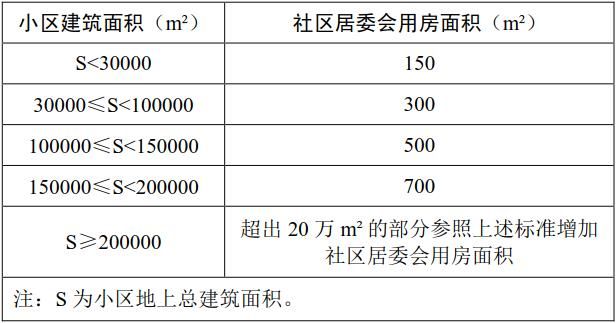 小区建筑面积（m²） 社区居委会用房面积（m²）
S<30000 150
30000≤S<100000 300
100000≤S<150000 500
150000≤S<200000 700
S≥200000 超出 20 万 m² 的部分参照上述标准增加
社区居委会用房面积
注：S 为小区地上总建筑面积。